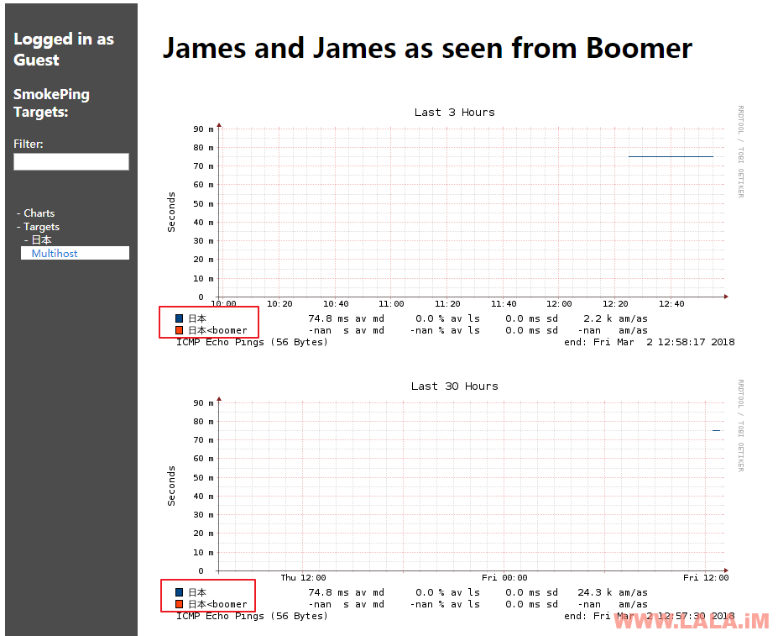 Logged in as
Guest
SmokePing
Targets:
Filter:
- Charts
- Targets
- 日本
Multihost
James and James as seen from Boomer
Last 3 Hours
RRDTOOL / TOBI OETIKER
Seconds
90 m
80 m
70 m
60 m
50 m
40 m
30 m
20 m
10 m
0
10:00 10:20 10:40 11:00 11:20 11:40 12:00 12:20 12:40
日本 74.8 ms av md 0.0 % av ls 0.0 ms sd 2.2 k am/as
日本<boomer -nan s av md -nan % av ls 0.0 ms sd -nan am/as
ICMP Echo Pings (56 Bytes) end: Fri Mar 2 12:58:17 2018
Last 30 Hours
RRDTOOL / TOBI OETIKER
Seconds
90 m
80 m
70 m
60 m
50 m
40 m
30 m
20 m
10 m
0
Thu 12:00 Fri 00:00 Fri 12:00
日本 74.8 ms av md 0.0 % av ls 0.0 ms sd 24.3 k am/as
日本<boomer -nan s av md -nan % av ls 0.0 ms sd -nan am/as
ICMP Echo Pings (56 Bytes) end: Fri Mar 2 12:57:30 2018
WWW.LALA.iM